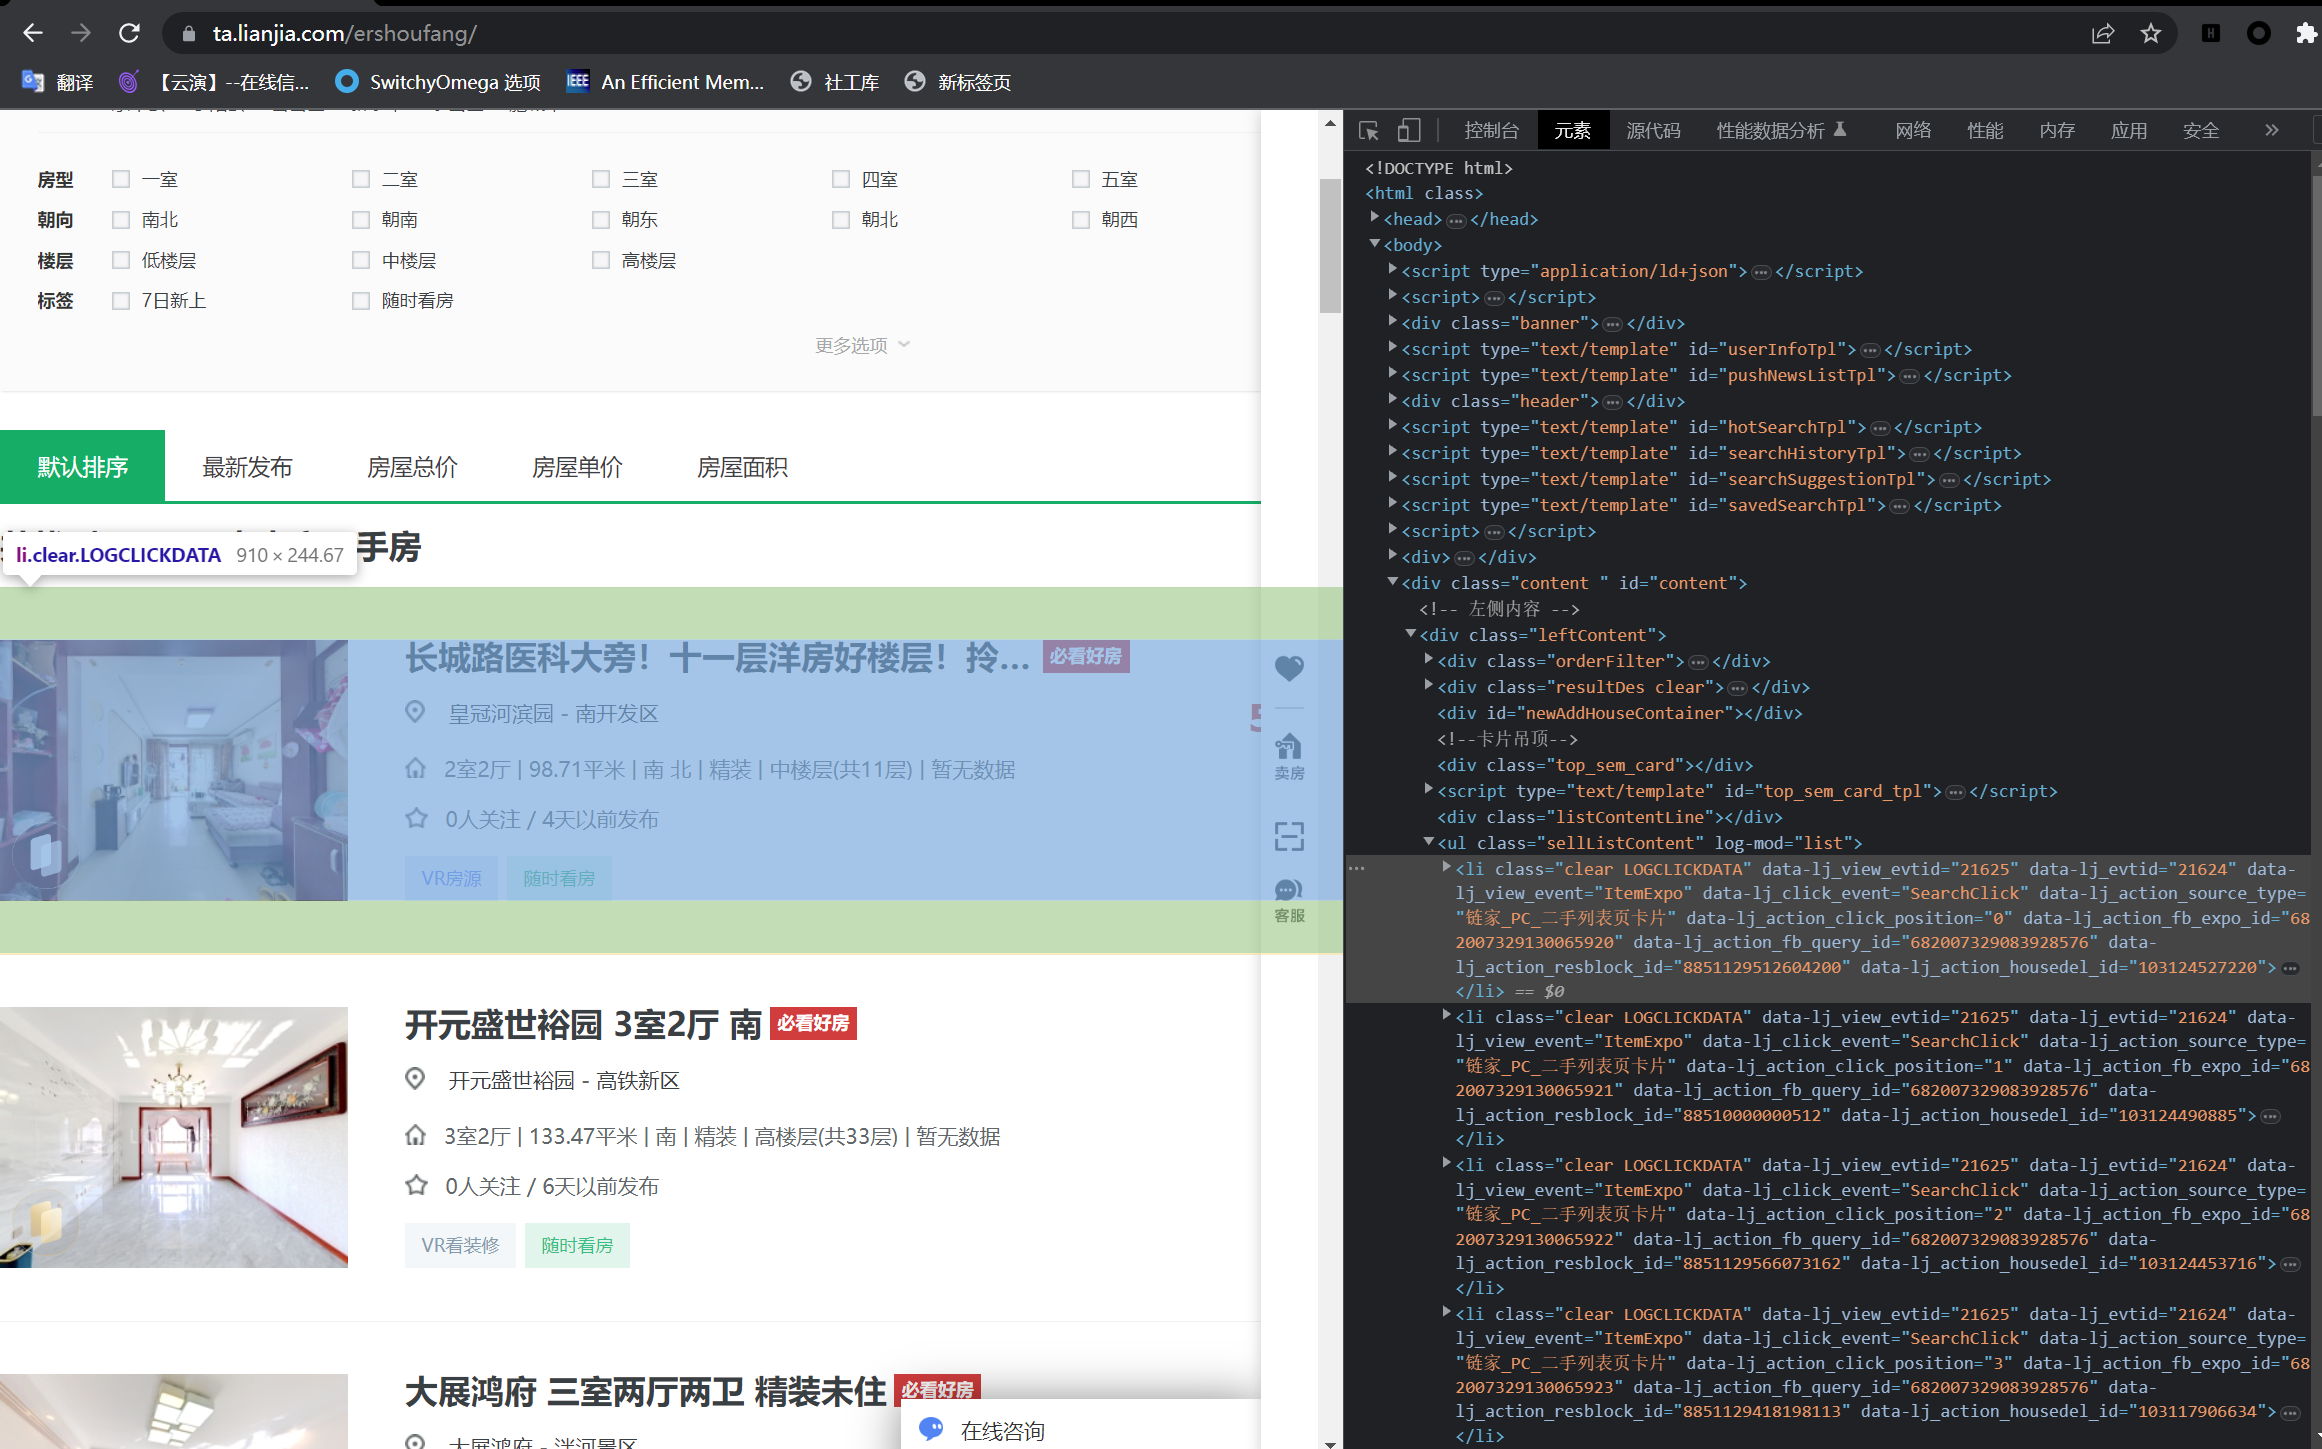 ta.lianjia.com/ershoufang/
翻译
【云演】--在线信...
SwitchyOmega 选项
IEEE An Efficient Mem...
社工库
新标签页
房型 一室 二室 三室 四室 五室
朝向 南北 朝南 朝东 朝北 朝西
楼层 低楼层 中楼层 高楼层
标签 7日新上 随时看房
更多选项
默认排序 最新发布 房屋总价 房屋单价 房屋面积
手房
li.clear.LOGCLICKDATA 910 × 244.67
长城路医科大旁！十一层洋房好楼层！拎... 必看好房
皇冠河滨园 - 南开发区
2室2厅 | 98.71平米 | 南 北 | 精装 | 中楼层(共11层) | 暂无数据
0人关注 / 4天以前发布
VR房源 随时看房
卖房
客服
开元盛世裕园 3室2厅 南 必看好房
开元盛世裕园 - 高铁新区
3室2厅 | 133.47平米 | 南 | 精装 | 高楼层(共33层) | 暂无数据
0人关注 / 6天以前发布
VR看装修 随时看房
大展鸿府 三室两厅两卫 精装未住 必看好房
大展鸿府 - 泮河景区
在线咨询
控制台 元素 源代码 性能数据分析 网络 性能 内存 应用 安全 »
<!DOCTYPE html>
<html class>
<head> … </head>
<body>
<script type="application/ld+json"> … </script>
<script> … </script>
<div class="banner"> … </div>
<script type="text/template" id="userInfoTpl"> … </script>
<script type="text/template" id="pushNewsListTpl"> … </script>
<div class="header"> … </div>
<script type="text/template" id="hotSearchTpl"> … </script>
<script type="text/template" id="searchHistoryTpl"> … </script>
<script type="text/template" id="searchSuggestionTpl"> … </script>
<script type="text/template" id="savedSearchTpl"> … </script>
<script> … </script>
<div> … </div>
<div class="content " id="content">
<!-- 左侧内容 -->
<div class="leftContent">
<div class="orderFilter"> … </div>
<div class="resultDes clear"> … </div>
<div id="newAddHouseContainer"></div>
<!--卡片吊顶-->
<div class="top_sem_card"></div>
<script type="text/template" id="top_sem_card_tpl"> … </script>
<div class="listContentLine"></div>
<ul class="sellListContent" log-mod="list">
<li class="clear LOGCLICKDATA" data-lj_view_evtid="21625" data-lj_evtid="21624" data-
lj_view_event="ItemExpo" data-lj_click_event="SearchClick" data-lj_action_source_type=
"链家_PC_二手列表页卡片" data-lj_action_click_position="0" data-lj_action_fb_expo_id="68
2007329130065920" data-lj_action_fb_query_id="682007329083928576" data-
lj_action_resblock_id="8851129512604200" data-lj_action_housedel_id="103124527220"> …
</li> == $0
<li class="clear LOGCLICKDATA" data-lj_view_evtid="21625" data-lj_evtid="21624" data-
lj_view_event="ItemExpo" data-lj_click_event="SearchClick" data-lj_action_source_type=
"链家_PC_二手列表页卡片" data-lj_action_click_position="1" data-lj_action_fb_expo_id="68
2007329130065921" data-lj_action_fb_query_id="682007329083928576" data-
lj_action_resblock_id="88510000000512" data-lj_action_housedel_id="103124490885"> …
</li>
<li class="clear LOGCLICKDATA" data-lj_view_evtid="21625" data-lj_evtid="21624" data-
lj_view_event="ItemExpo" data-lj_click_event="SearchClick" data-lj_action_source_type=
"链家_PC_二手列表页卡片" data-lj_action_click_position="2" data-lj_action_fb_expo_id="68
2007329130065922" data-lj_action_fb_query_id="682007329083928576" data-
lj_action_resblock_id="8851129566073162" data-lj_action_housedel_id="103124453716"> …
</li>
<li class="clear LOGCLICKDATA" data-lj_view_evtid="21625" data-lj_evtid="21624" data-
lj_view_event="ItemExpo" data-lj_click_event="SearchClick" data-lj_action_source_type=
"链家_PC_二手列表页卡片" data-lj_action_click_position="3" data-lj_action_fb_expo_id="68
2007329130065923" data-lj_action_fb_query_id="682007329083928576" data-
lj_action_resblock_id="8851129418198113" data-lj_action_housedel_id="103117906634"> …
</li>